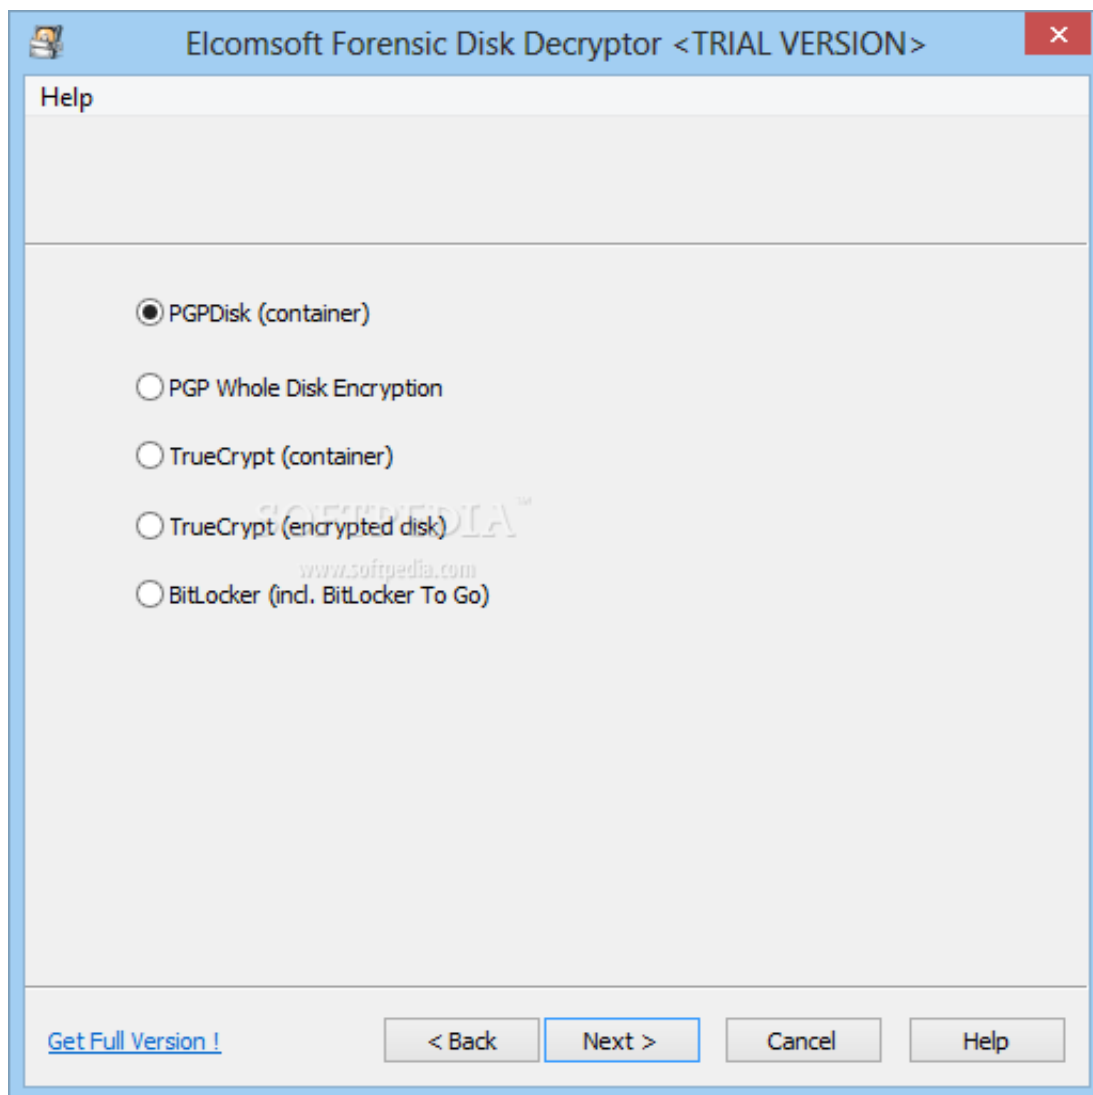 Elcomsoft Forensic Disk Decryptor <TRIAL VERSION>
Help
PGPDisk (container)
PGP Whole Disk Encryption
TrueCrypt (container)
SOFTPEDIA™
TrueCrypt (encrypted disk)
www.softpedia.com
BitLocker (incl. BitLocker To Go)
Get Full Version !
< Back
Next >
Cancel
Help